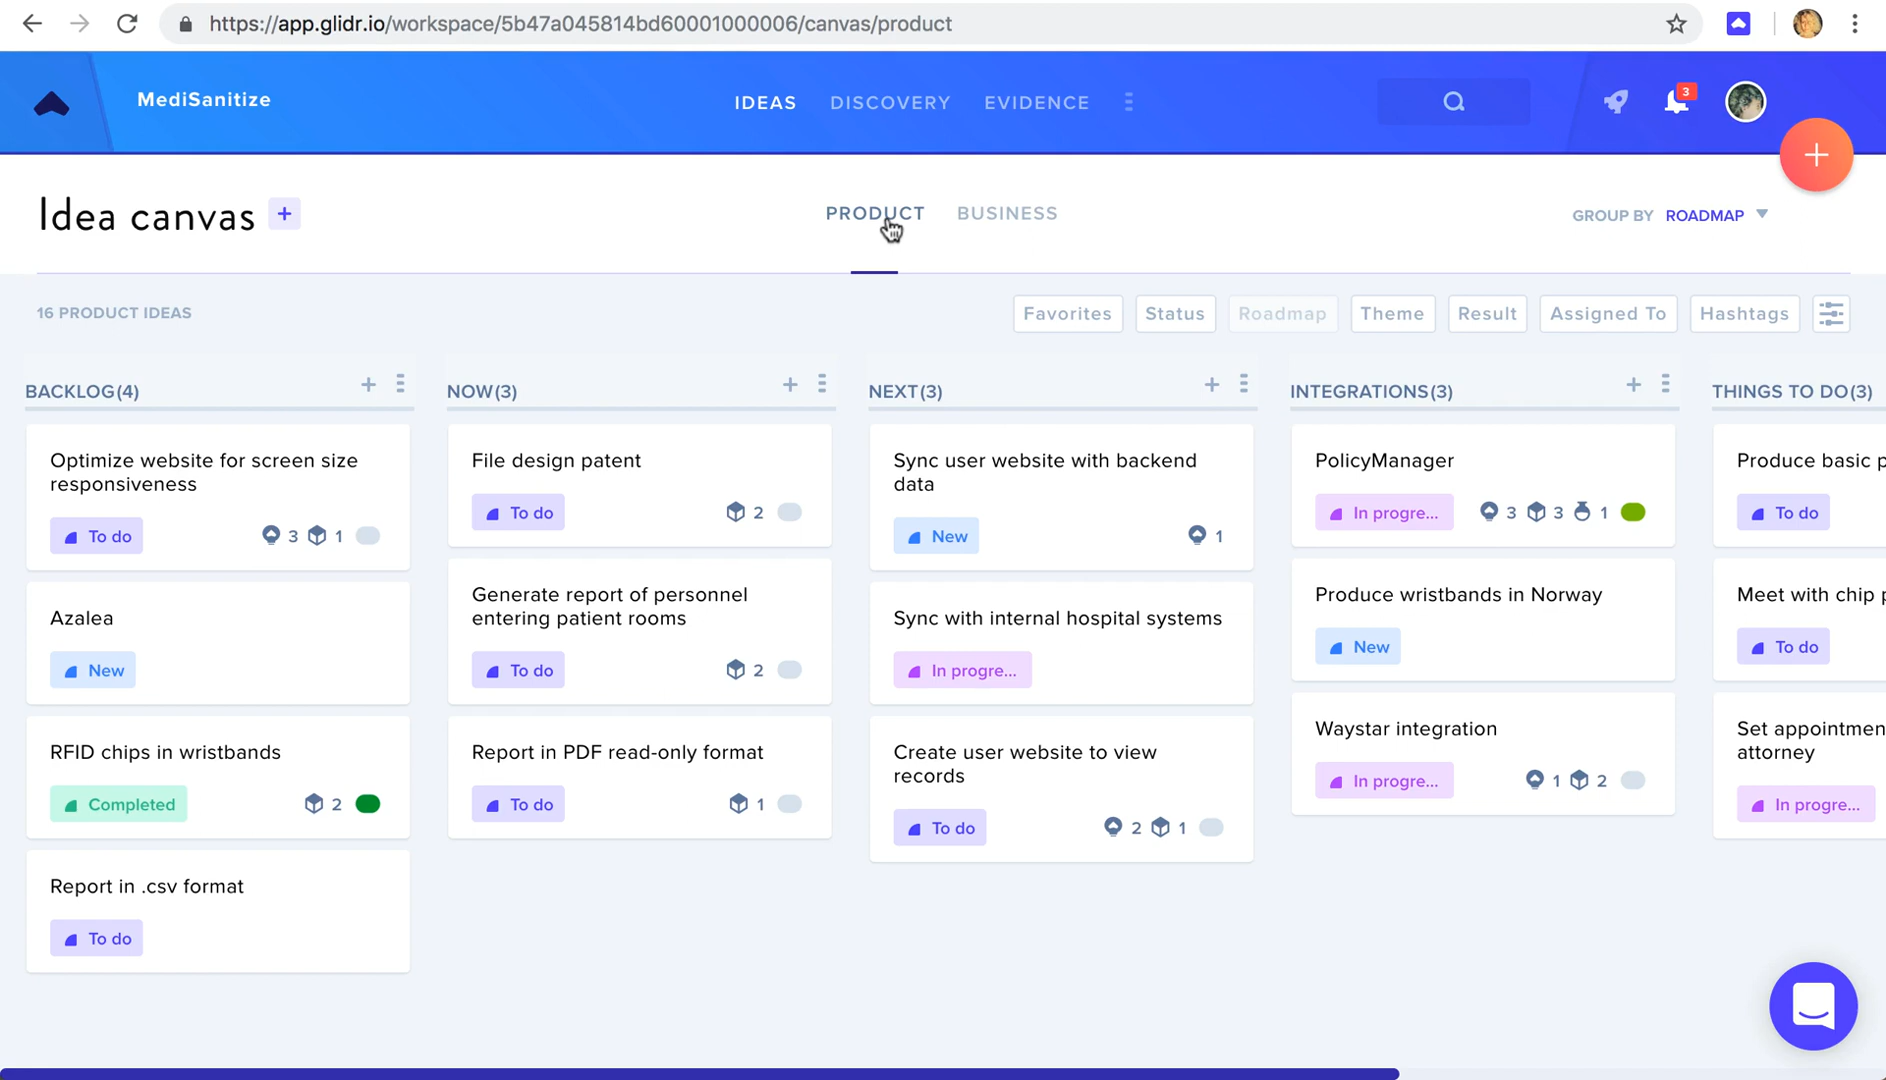 https://app.glidr.io/workspace/5b47a045814bd60001000006/canvas/product
MediSanitize
IDEAS
DISCOVERY
EVIDENCE
3
Idea canvas
+
PRODUCT
BUSINESS
GROUP BY ROADMAP
16 PRODUCT IDEAS
Favorites
Status
Roadmap
Theme
Result
Assigned To
Hashtags
BACKLOG(4)
Optimize website for screen size
responsiveness
To do
3
1
Azalea
New
RFID chips in wristbands
Completed
2
Report in .csv format
To do
NOW(3)
File design patent
To do
2
Generate report of personnel
entering patient rooms
To do
2
Report in PDF read-only format
To do
1
NEXT(3)
Sync user website with backend
data
New
1
Sync with internal hospital systems
In progre...
Create user website to view
records
To do
2
1
INTEGRATIONS(3)
PolicyManager
In progre...
3
3
1
Produce wristbands in Norway
New
Waystar integration
In progre...
1
2
THINGS TO DO(3)
Produce basic p
To do
Meet with chip p
To do
Set appointmen
attorney
In progre...